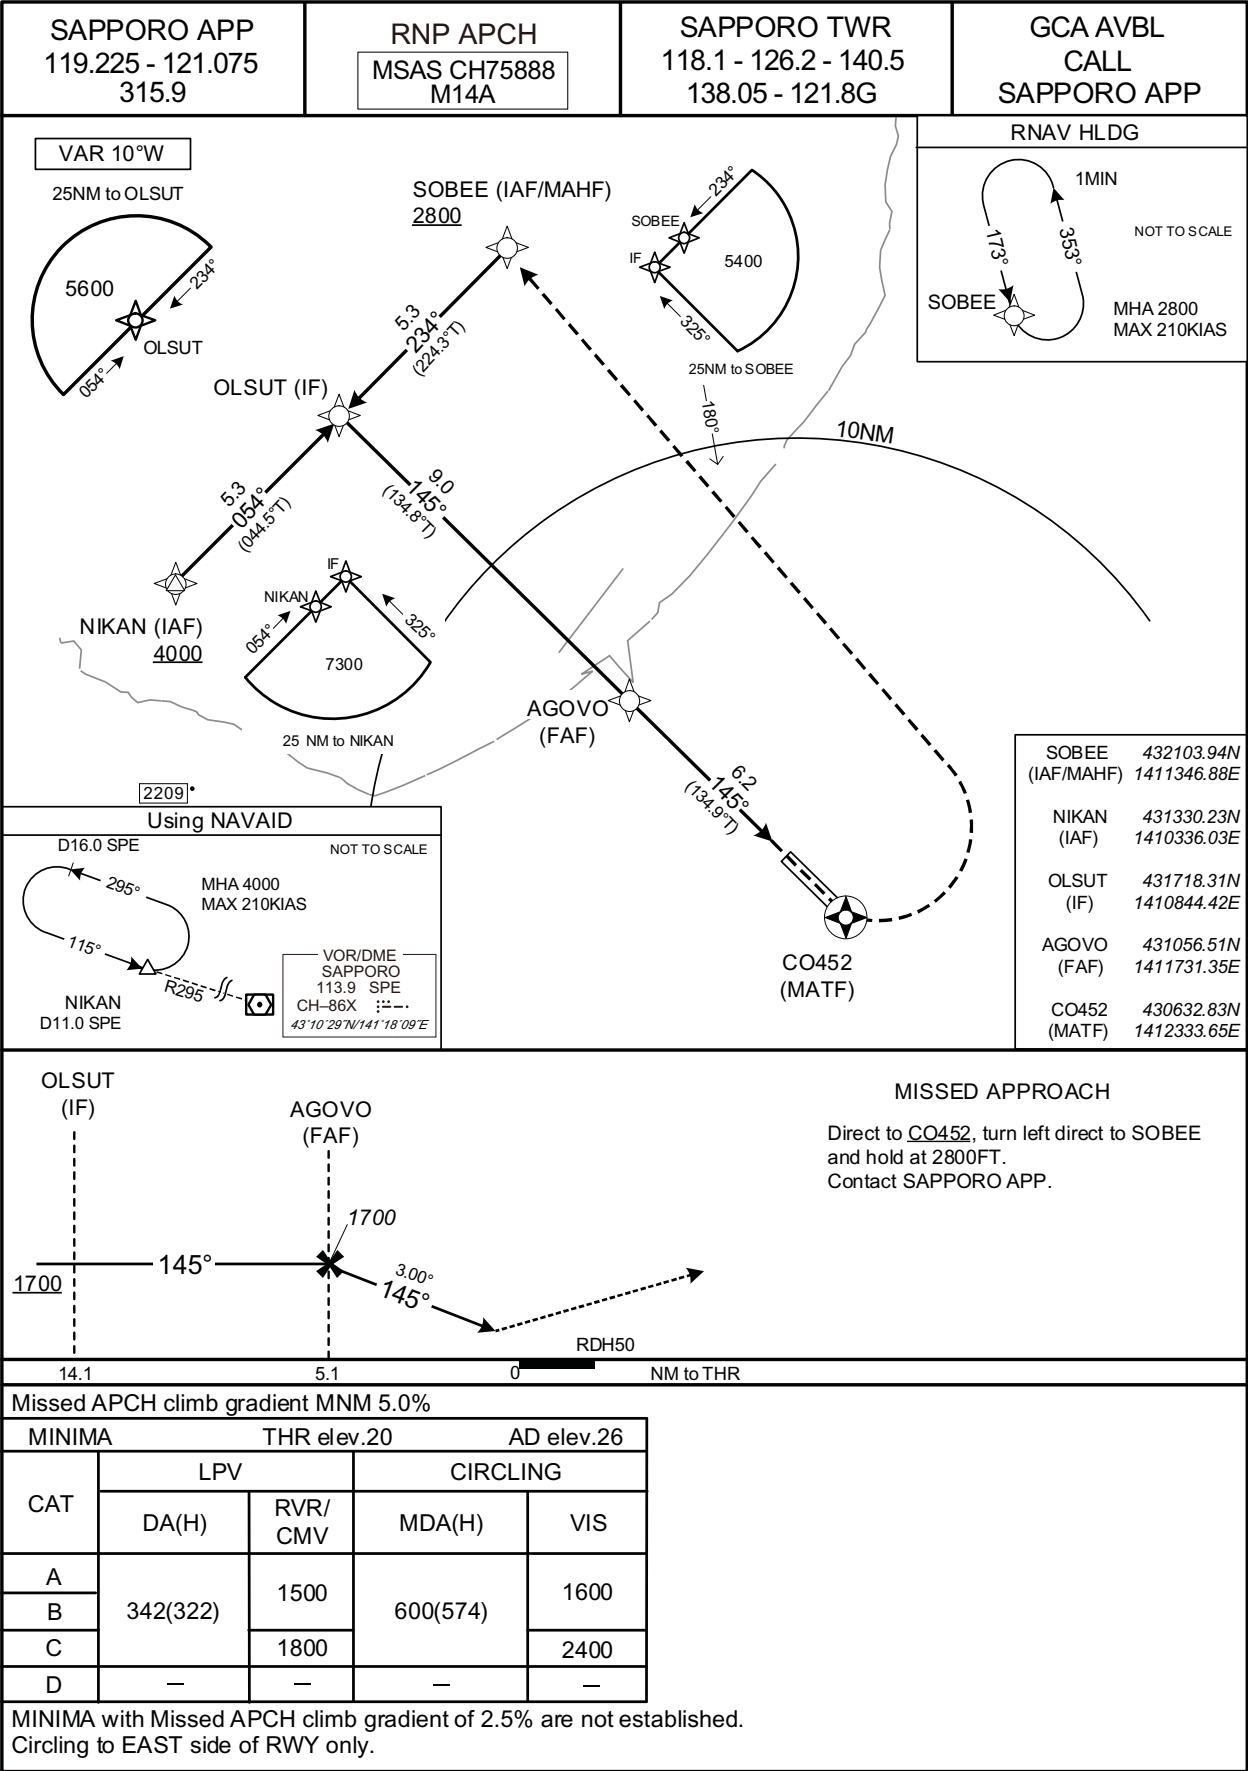 SAPPORO APP
119.225 - 121.075
315.9
RNP APCH
MSAS CH75888
M14A
SAPPORO TWR
118.1 - 126.2 - 140.5
138.05 - 121.8G
GCA AVBL
CALL
SAPPORO APP
VAR 10°W
25NM to OLSUT
5600
234°
OLSUT
054°
SOBEE (IAF/MAHF)
2800
234°
SOBEE
IF
5400
325°
25NM to SOBEE
180°
RNAV HLDG
1MIN
173°
353°
NOT TO SCALE
SOBEE
MHA 2800
MAX 210KIAS
5.3
234°
(224.3°T)
OLSUT (IF)
10NM
9.0
145°
(134.8°T)
5.3
054°
(044.5°T)
NIKAN (IAF)
4000
IF
NIKAN
054°
325°
7300
25 NM to NIKAN
AGOVO
(FAF)
6.2
145°
(134.9°T)
CO452
(MATF)
2209
Using NAVAID
D16.0 SPE
NOT TO SCALE
295°
MHA 4000
MAX 210KIAS
115°
R295
NIKAN
D11.0 SPE
VOR/DME
SAPPORO
113.9 SPE
CH–86X
43°10'29"N/141°18'09"E
SOBEE 432103.94N
(IAF/MAHF) 1411346.88E
NIKAN 431330.23N
(IAF) 1410336.03E
OLSUT 431718.31N
(IF) 1410844.42E
AGOVO 431056.51N
(FAF) 1411731.35E
CO452 430632.83N
(MATF) 1412333.65E
OLSUT
(IF)
AGOVO
(FAF)
1700
145°
1700
3.00°
145°
RDH50
14.1 5.1 0 NM to THR
MISSED APPROACH
Direct to CO452, turn left direct to SOBEE
and hold at 2800FT.
Contact SAPPORO APP.
Missed APCH climb gradient MNM 5.0%
MINIMA THR elev.20 AD elev.26
CAT LPV CIRCLING
DA(H) RVR/
CMV MDA(H) VIS
A
B
C
D
342(322)
1500
1800
600(574)
1600
2400
— — — —
MINIMA with Missed APCH climb gradient of 2.5% are not established.
Circling to EAST side of RWY only.